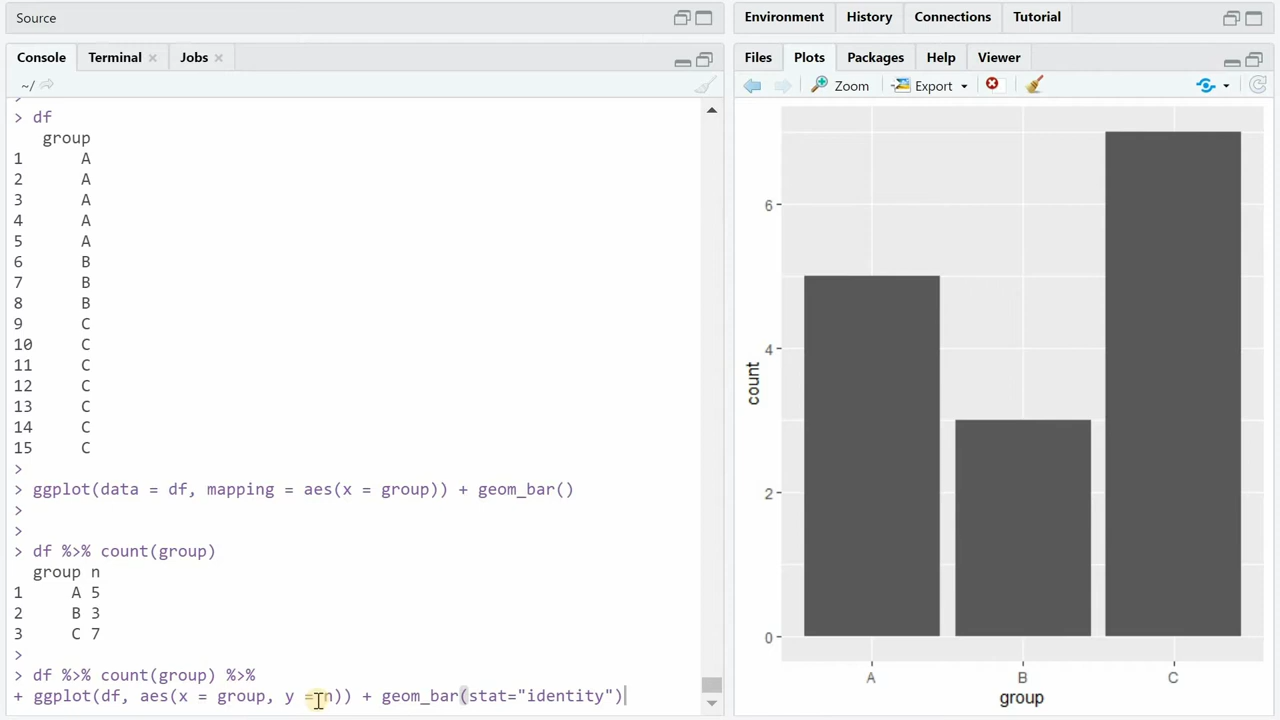 Source
Environment History Connections Tutorial
Console Terminal Jobs
Files Plots Packages Help Viewer
~/
Zoom Export
>
> df
group
1 A
2 A
3 A
4 A
5 A
6 B
7 B
8 B
9 C
10 C
11 C
12 C
13 C
14 C
15 C
>
> ggplot(data = df, mapping = aes(x = group)) + geom_bar()
>
>
> df %>% count(group)
group n
1 A 5
2 B 3
3 C 7
>
> df %>% count(group) %>%
+ ggplot(df, aes(x = group, y = n)) + geom_bar(stat="identity")
6
4
2
0
count
A B C
group